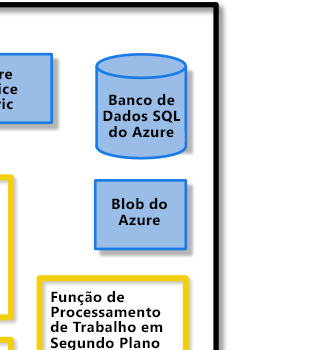 re
ice
ric
Banco de
Dados SQL
do Azure
Blob do
Azure
Função de
Processamento
de Trabalho em
Segundo Plano